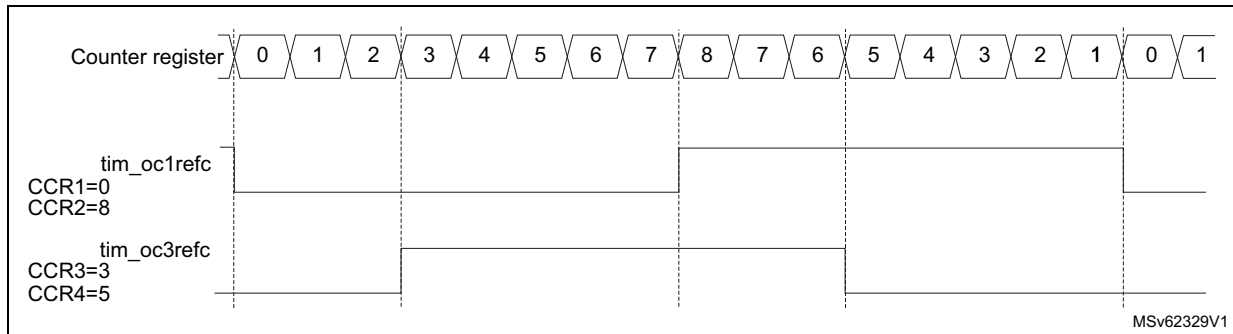 Counter register 0 1 2 3 4 5 6 7 8 7 6 5 4 3 2 1 0 1
tim_oc1refc
CCR1=0
CCR2=8
tim_oc3refc
CCR3=3
CCR4=5
MSv62329V1